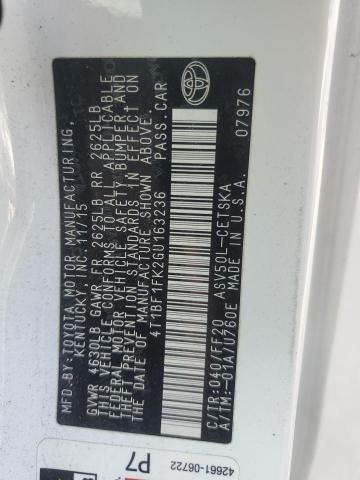 MFD BY:TOYOTA MOTOR MANUFACTURING,
KENTUCKY, INC. 11/15
GVWR 4630LB GAWR FR 2625LB RR 2625LB
THIS VEHICLE CONFORMS TO ALL APPLICABLE
FEDERAL MOTOR VEHICLE SAFETY, BUMPER, AND
THEFT PREVENTION STANDARDS IN EFFECT ON
THE DATE OF MANUFACTURE SHOWN ABOVE.
4T1BF1FK2GU163236 PASS.CAR
C/TR:040/FF20 ASV50L-CETSKA
A/TM:-01A/U760E MADE IN U.S.A.
07976
42661-06722
P7